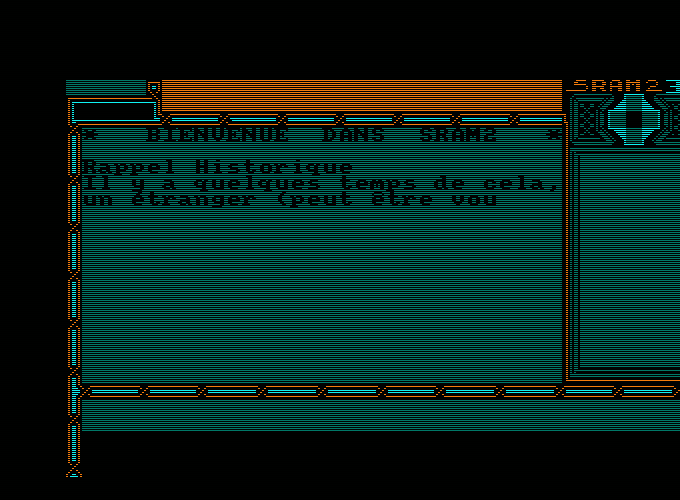 SRAM2
* BIENVENUE DANS SRAM2 *
Rappel Historique
Il y a quelques temps de cela,
un étranger (peut être vou